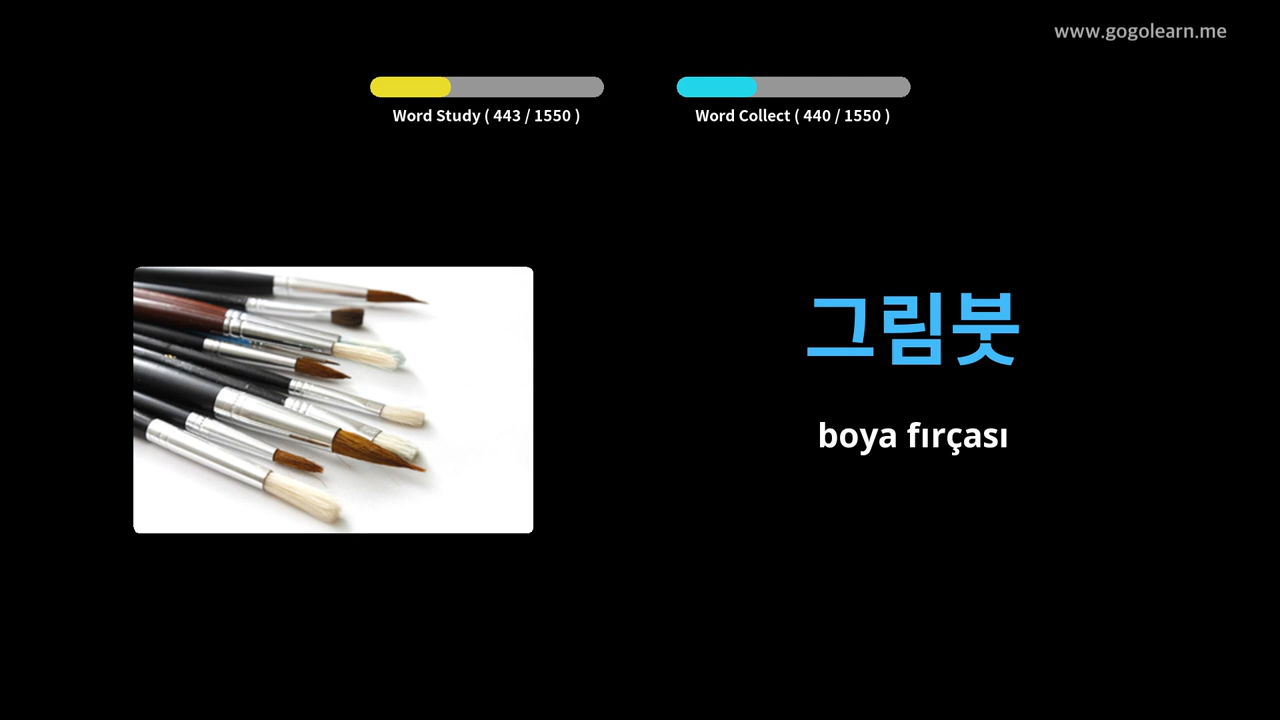 www.gogolearn.me
Word Study ( 443 / 1550 )
Word Collect ( 440 / 1550 )
그림붓
boya fırçası